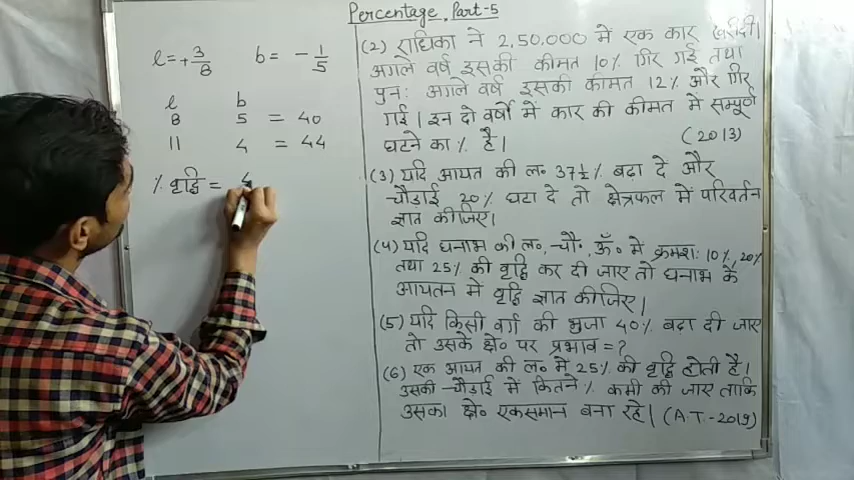 Percentage, Part-5
l = +3/8 b = -1/5
l b
8 5 = 40
11 4 = 44
% वृद्धि = 4
(2) राधिका ने 2,50,000 में एक कार खरीदी।
अगले वर्ष इसकी कीमत 10% गिर गई तथा
पुनः अगले वर्ष इसकी कीमत 12% और गिर
गई। इन दो वर्षो में कार की कीमत में सम्पूर्ण
घटने का % है। (2013)
(3) यदि आयत की ल० 37½% बढ़ा दे और
चौड़ाई 20% घटा दे तो क्षेत्रफल में परिवर्तन
ज्ञात कीजिए।
(4) यदि घनाभ की ल०, चौ०, ऊँ० मे क्रमशः 10%, 20%
तथा 25% की वृद्धि कर दी जाए तो घनाभ के
आयतन में वृद्धि ज्ञात कीजिए।
(5) यदि किसी वर्ग की भुजा 40% बढ़ा दी जाए
तो उसके क्षे० पर प्रभाव = ?
(6) एक आयत की ल० में 25% की वृद्धि होती है।
उसकी चौडाई में कितने % कमी की जाए ताकि
उसका क्षे० एकसमान बना रहे। (A.T.-2019)